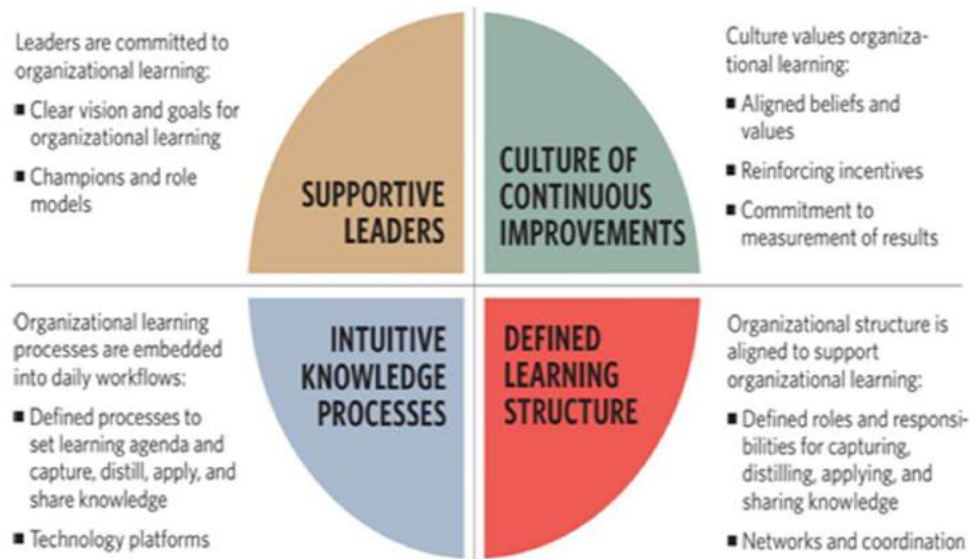 Leaders are committed to
organizational learning:
■ Clear vision and goals for
organizational learning
■ Champions and role
models
SUPPORTIVE
LEADERS
CULTURE OF
CONTINUOUS
IMPROVEMENTS
Culture values organiza-
tional learning:
■ Aligned beliefs and
values
■ Reinforcing incentives
■ Commitment to
measurement of results
Organizational learning
processes are embedded
into daily workflows:
■ Defined processes to
set learning agenda and
capture, distill, apply, and
share knowledge
■ Technology platforms
INTUITIVE
KNOWLEDGE
PROCESSES
DEFINED
LEARNING
STRUCTURE
Organizational structure is
aligned to support
organizational learning:
■ Defined roles and responsi-
bilities for capturing,
distilling, applying, and
sharing knowledge
■ Networks and coordination